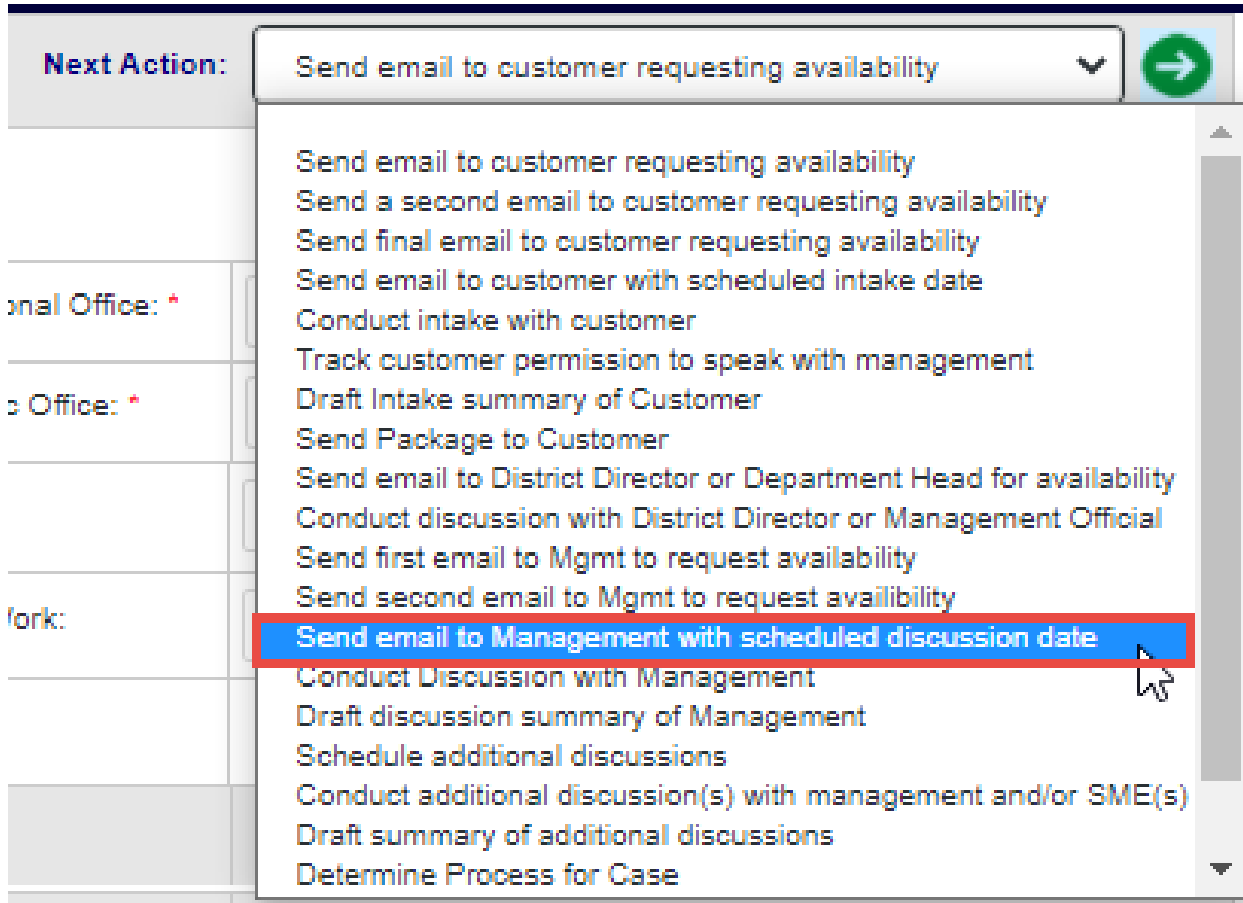 Next Action:
Send email to customer requesting availability
Send email to customer requesting availability
Send a second email to customer requesting availability
Send final email to customer requesting availability
Send email to customer with scheduled intake date
onal Office: *
Conduct intake with customer
Track customer permission to speak with management
c Office: *
Draft Intake summary of Customer
Send Package to Customer
Send email to District Director or Department Head for availability
Conduct discussion with District Director or Management Official
Send first email to Mgmt to request availability
Send second email to Mgmt to request availibility
Send email to Management with scheduled discussion date
Conduct Discussion with Management
Draft discussion summary of Management
Schedule additional discussions
Conduct additional discussion(s) with management and/or SME(s)
Draft summary of additional discussions
Determine Process for Case